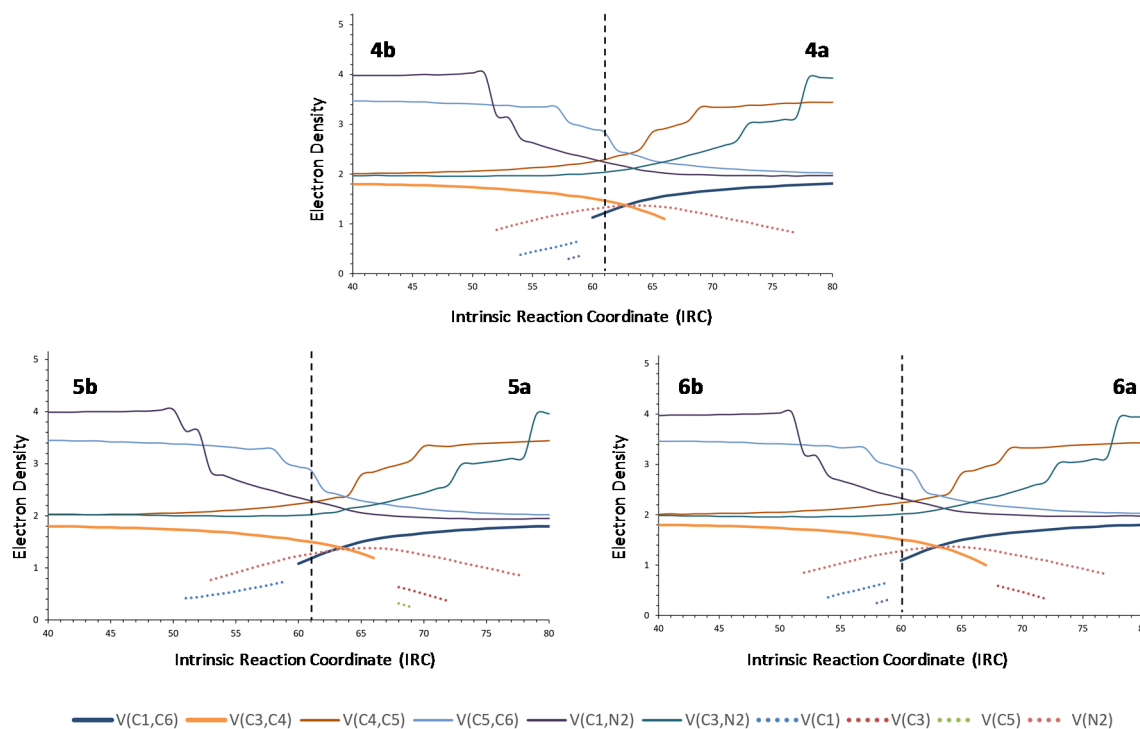 4b 4a
5
4
3
2
1
0
Electron Density
40 45 50 55 60 65 70 75 80
Intrinsic Reaction Coordinate (IRC)
5b 5a
5
4
3
2
1
0
Electron Density
40 45 50 55 60 65 70 75 80
Intrinsic Reaction Coordinate (IRC)
6b 6a
5
4
3
2
1
0
Electron Density
40 45 50 55 60 65 70 75 80
Intrinsic Reaction Coordinate (IRC)
V(C1,C6) V(C3,C4) V(C4,C5) V(C5,C6) V(C1,N2) V(C3,N2) V(C1) V(C3) V(C5) V(N2)